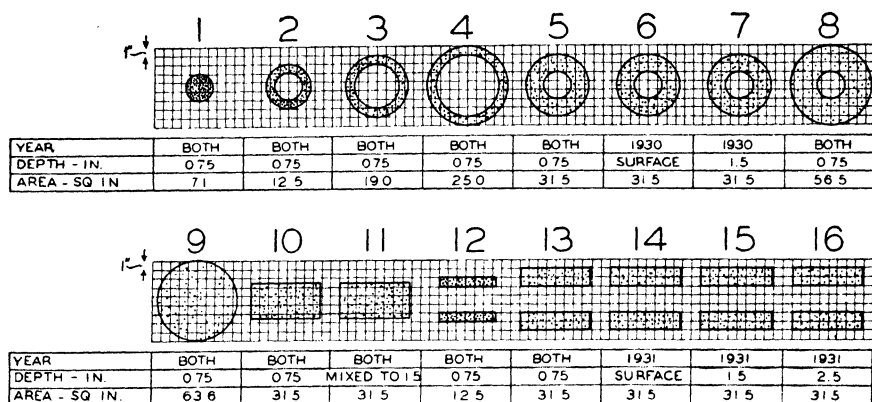 1 2 3 4 5 6 7 8
1"
YEAR BOTH BOTH BOTH BOTH BOTH 1930 1930 BOTH
DEPTH - IN. 0.75 0.75 0.75 0.75 0.75 SURFACE 1.5 0.75
AREA - SQ IN 7.1 12.5 19.0 25.0 31.5 31.5 31.5 56.5
9 10 11 12 13 14 15 16
1"
YEAR BOTH BOTH BOTH BOTH BOTH 1931 1931 1931
DEPTH - IN. 0.75 0.75 MIXED TO 1.5 0.75 0.75 SURFACE 1.5 2.5
AREA - SQ IN. 63.6 31.5 31.5 12.5 31.5 31.5 31.5 31.5